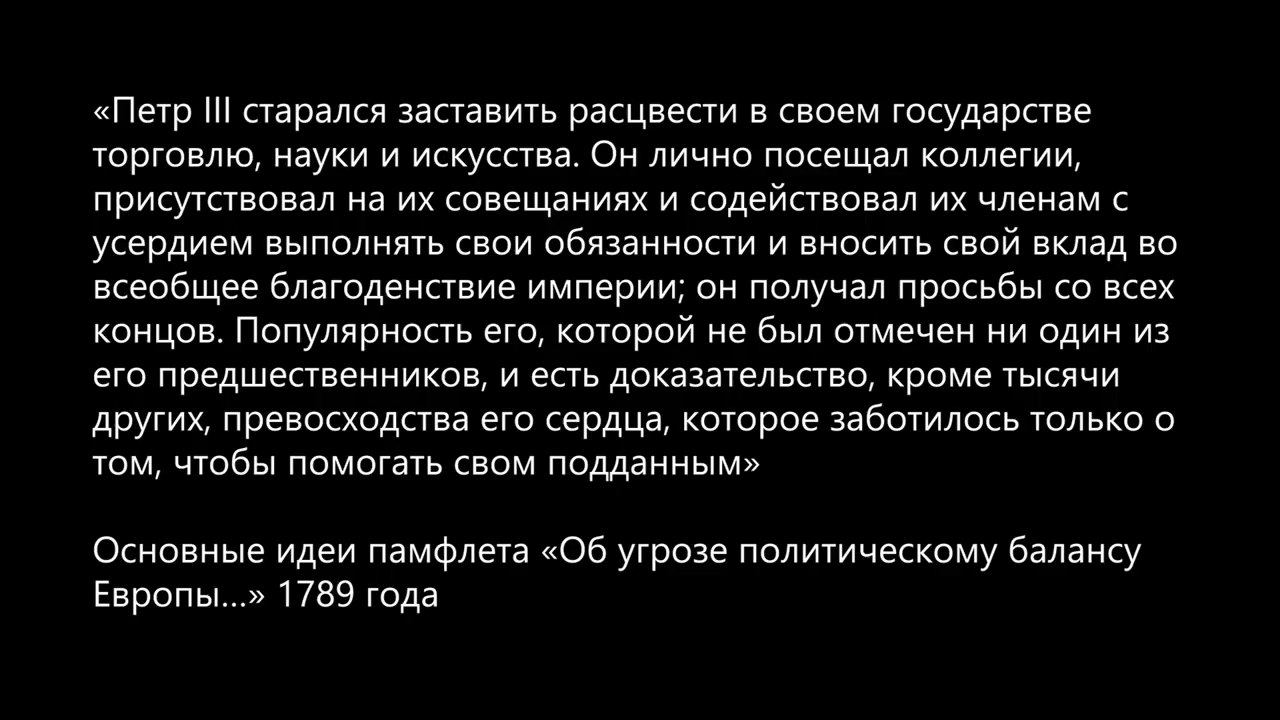 «Петр III старался заставить расцвести в своем государстве
торговлю, науки и искусства. Он лично посещал коллегии,
присутствовал на их совещаниях и содействовал их членам с
усердием выполнять свои обязанности и вносить свой вклад во
всеобщее благоденствие империи; он получал просьбы со всех
концов. Популярность его, которой не был отмечен ни один из
его предшественников, и есть доказательство, кроме тысячи
других, превосходства его сердца, которое заботилось только о
том, чтобы помогать свом подданным»
Основные идеи памфлета «Об угрозе политическому балансу
Европы...» 1789 года